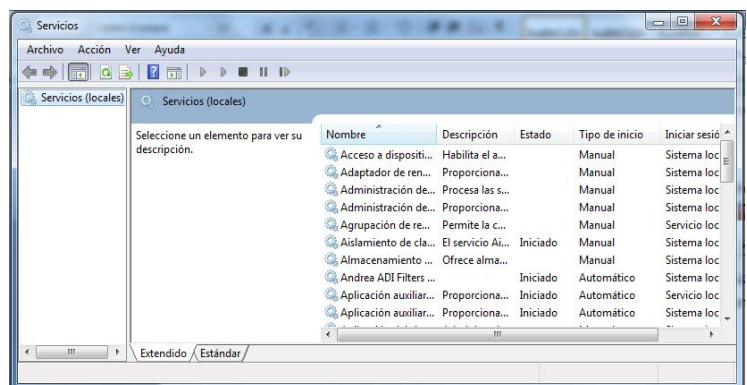 Servicios
Archivo Acción Ver Ayuda
Servicios (locales)
Servicios (locales)
Seleccione un elemento para ver su
descripción.
Nombre Descripción Estado Tipo de inicio Iniciar sesió
Acceso a dispositi... Habilita el a... Manual Sistema loc
Adaptador de ren... Proporciona... Manual Sistema loc
Administración de... Procesa las s... Manual Sistema loc
Administración de... Proporciona... Manual Sistema loc
Agrupación de re... Permite la c... Manual Servicio loc
Aislamiento de cla... El servicio Ai... Iniciado Manual Sistema loc
Almacenamiento ... Ofrece alma... Manual Sistema loc
Andrea ADI Filters ... Iniciado Automático Sistema loc
Aplicación auxiliar... Proporciona... Iniciado Automático Servicio loc
Aplicación auxiliar... Proporciona... Iniciado Automático Sistema loc
Extendido Estándar